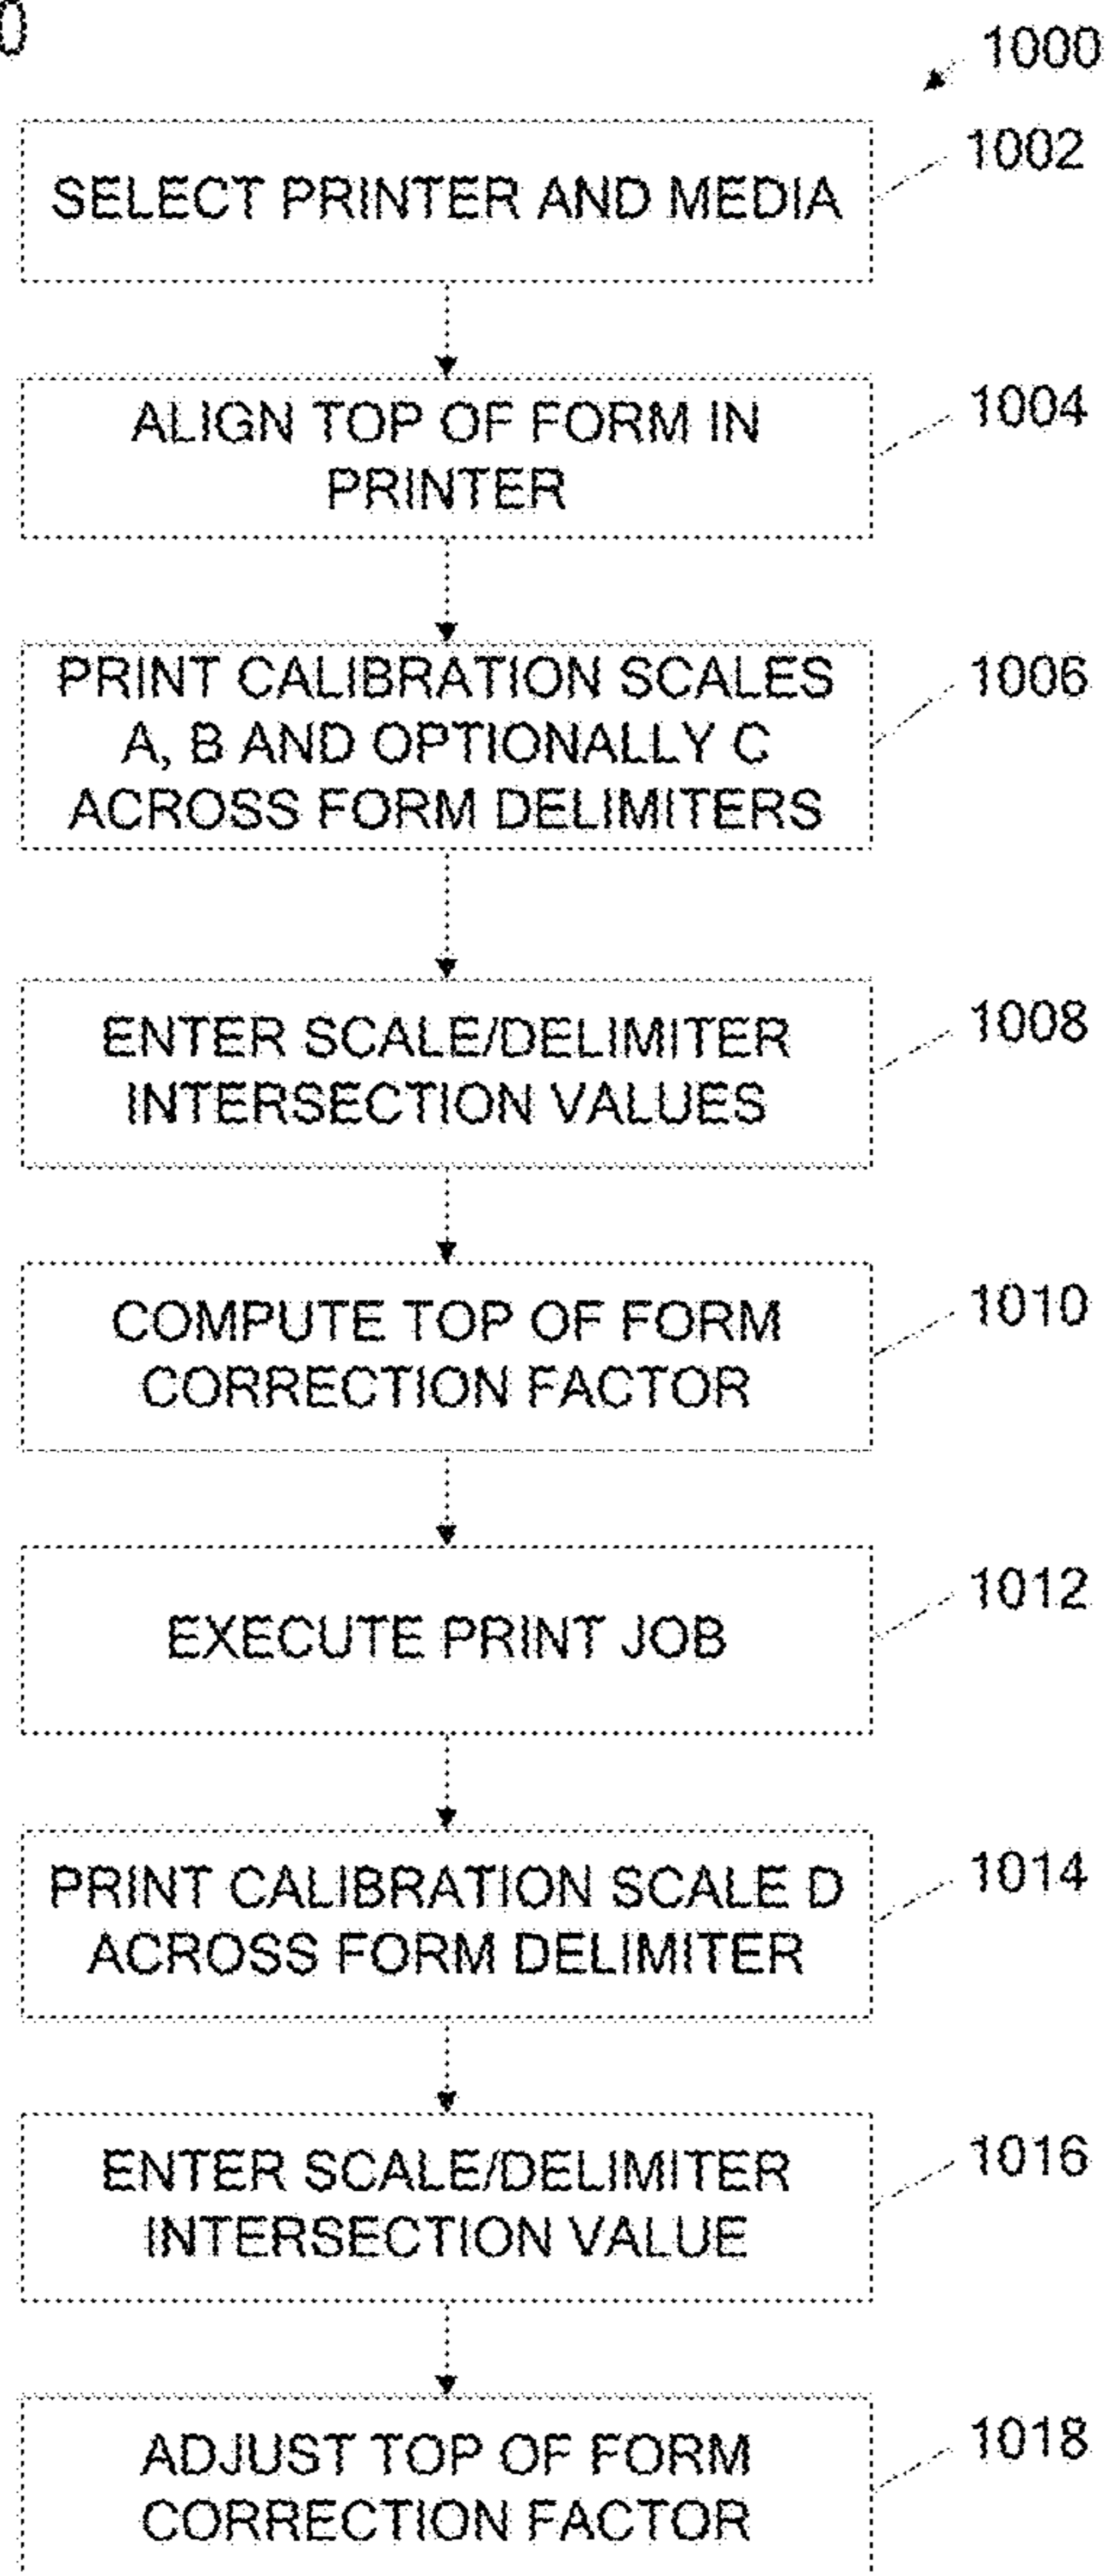 0
1000
1002
SELECT PRINTER AND MEDIA
1004
ALIGN TOP OF FORM IN
PRINTER
1006
PRINT CALIBRATION SCALES
A, B AND OPTIONALLY C
ACROSS FORM DELIMITERS
1008
ENTER SCALE/DELIMITER
INTERSECTION VALUES
1010
COMPUTE TOP OF FORM
CORRECTION FACTOR
1012
EXECUTE PRINT JOB
1014
PRINT CALIBRATION SCALE D
ACROSS FORM DELIMITER
1016
ENTER SCALE/DELIMITER
INTERSECTION VALUE
1018
ADJUST TOP OF FORM
CORRECTION FACTOR